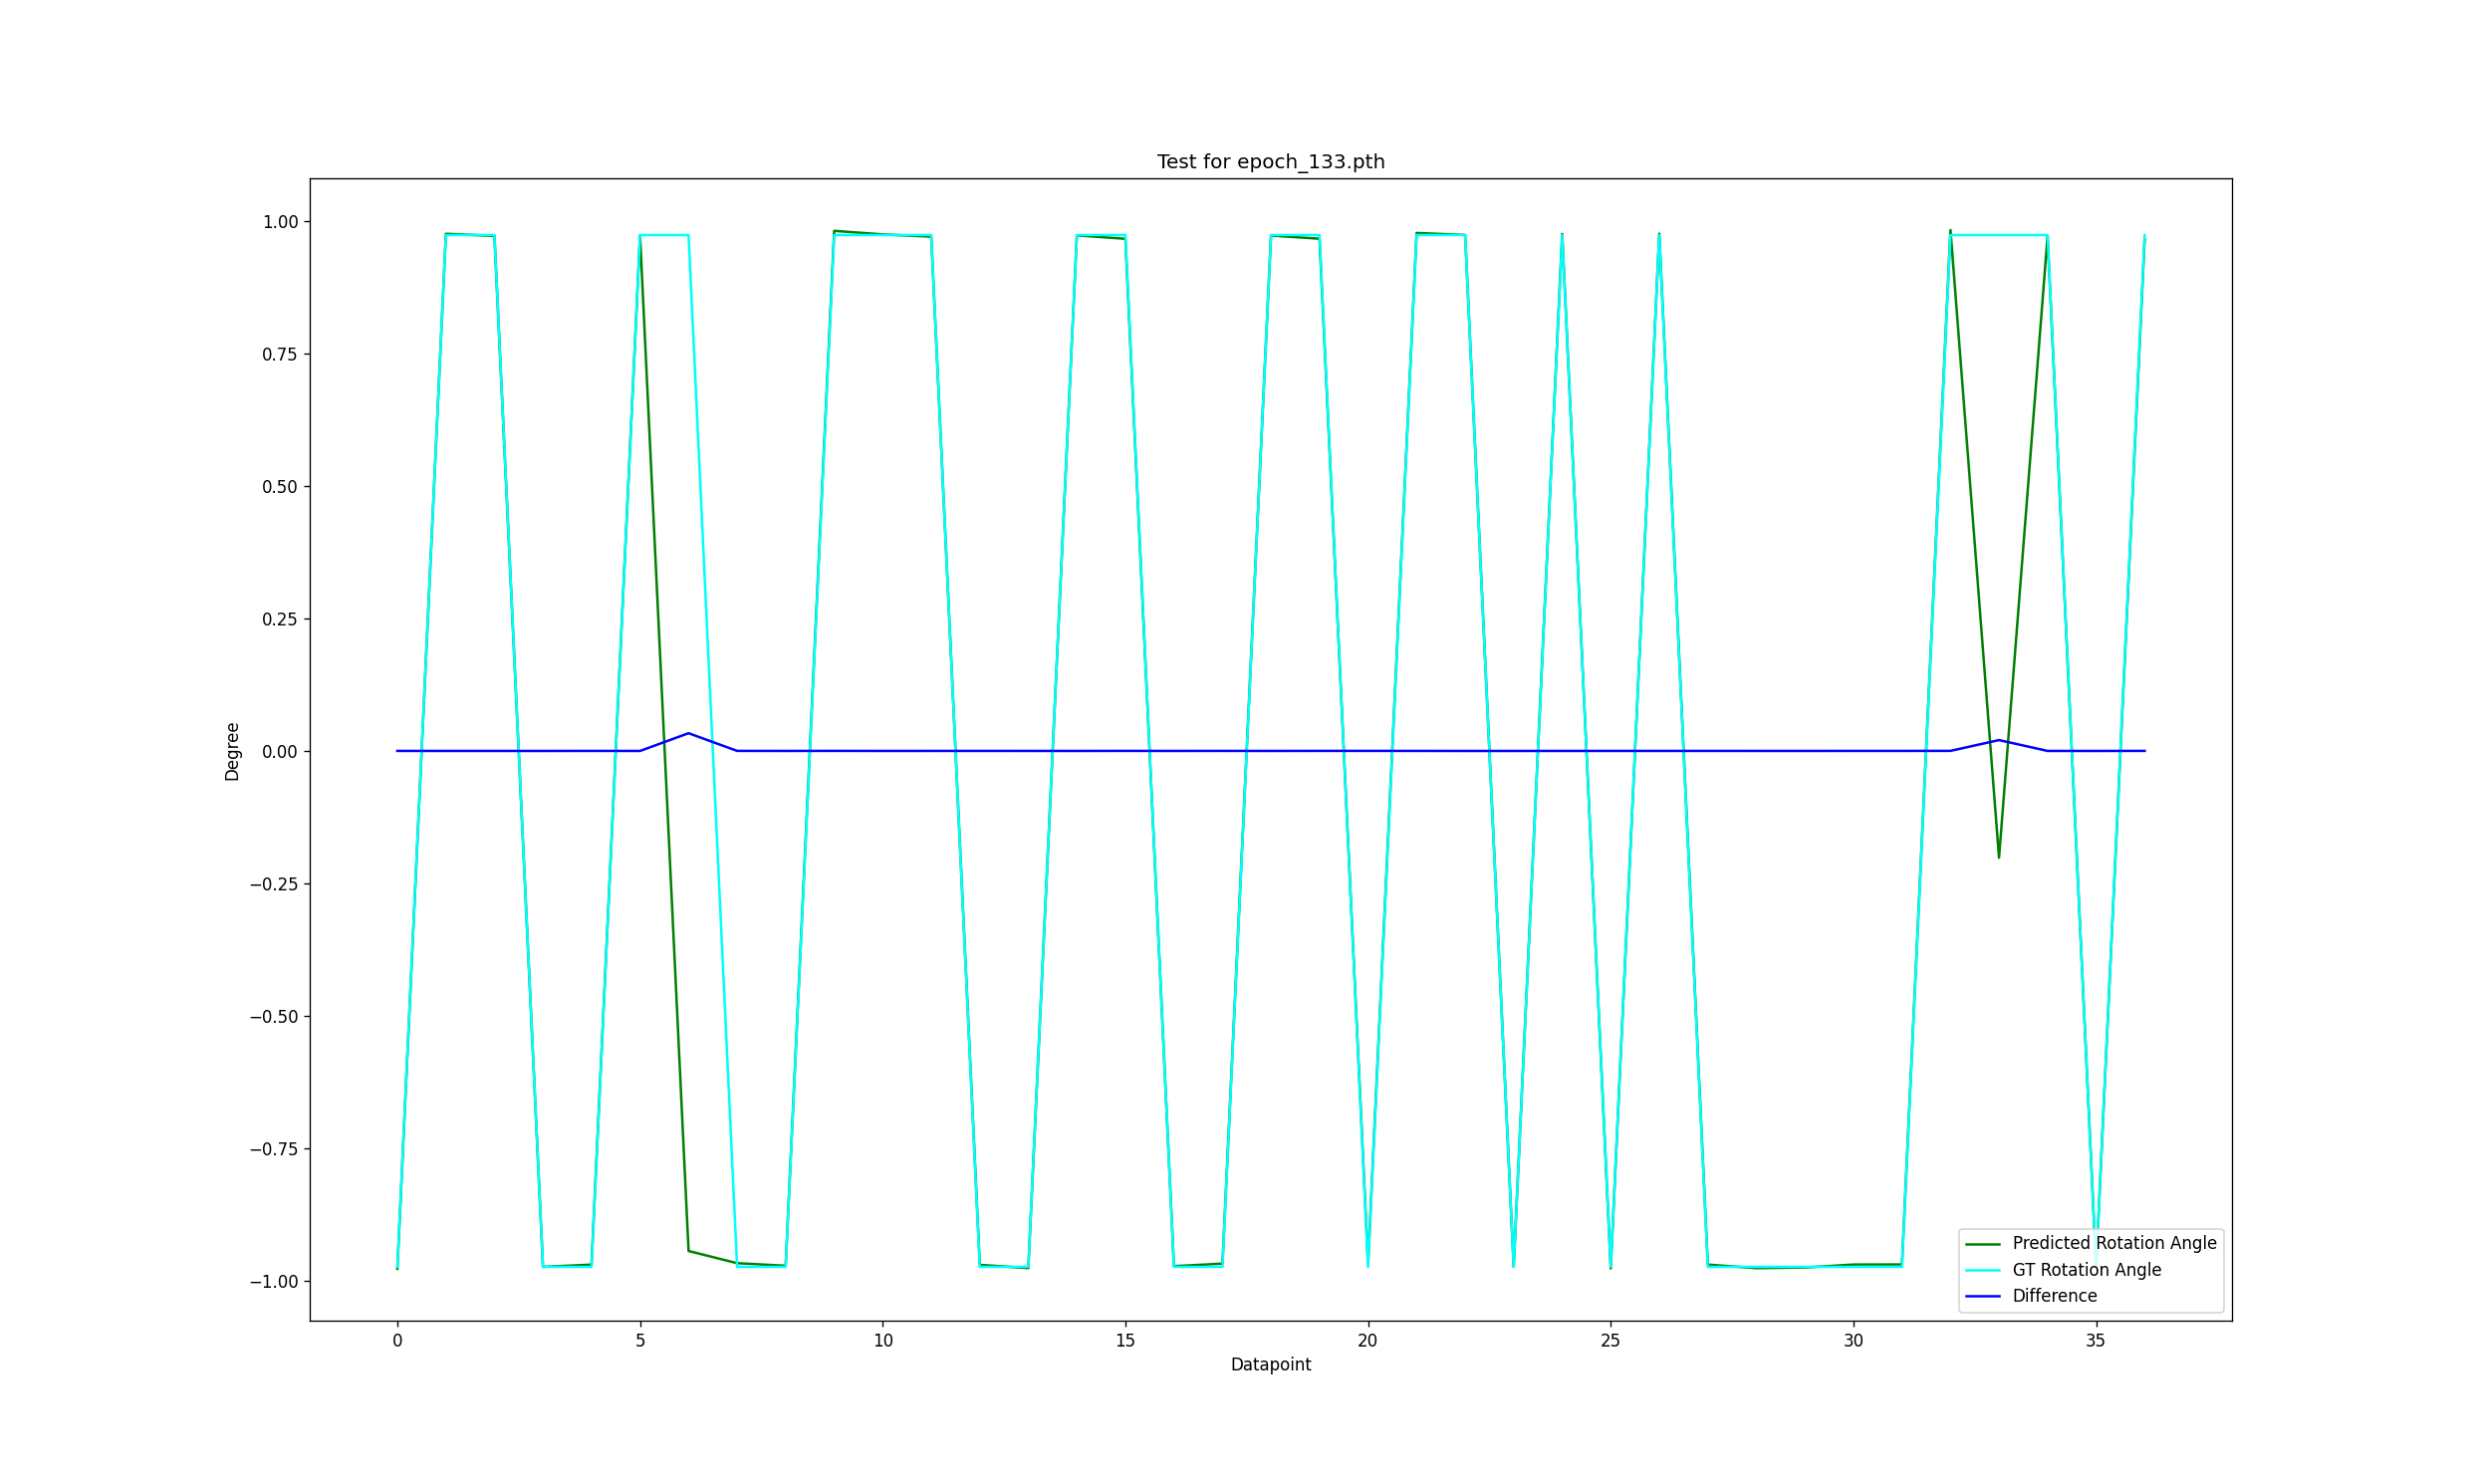 Test for epoch_133.pth
1.00
0.75
0.50
0.25
0.00
−0.25
−0.50
−0.75
−1.00
Degree
0 5 10 15 20 25 30 35
Datapoint
Predicted Rotation Angle
GT Rotation Angle
Difference